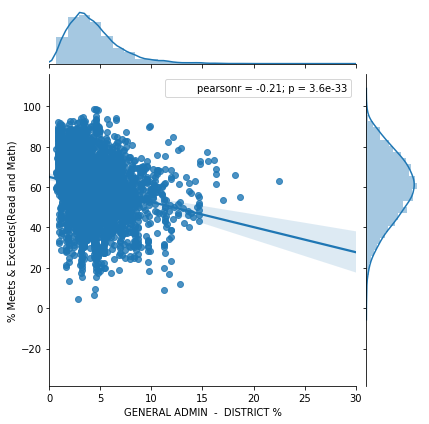 pearsonr = -0.21; p = 3.6e-33
100
80
60
40
20
0
−20
% Meets & Exceeds(Read and Math)
0 5 10 15 20 25 30
GENERAL ADMIN - DISTRICT %